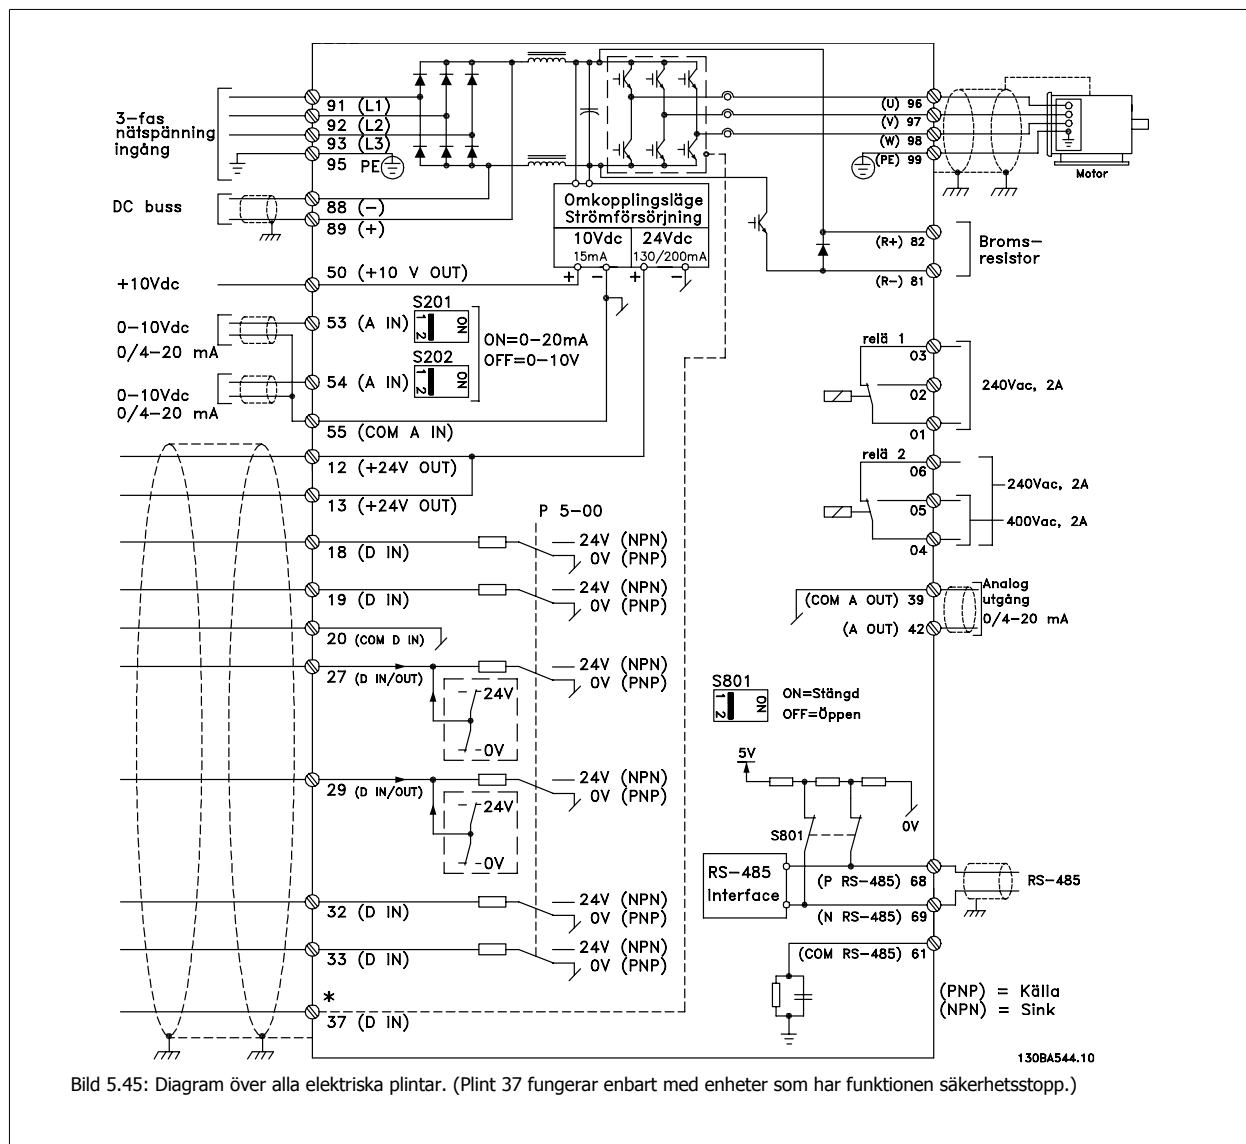 3-fas
nätspänning
ingång
91 (L1)
92 (L2)
93 (L3)
95 PE
DC buss
88 (-)
89 (+)
+10Vdc
50 (+10 V OUT)
0-10Vdc
0/4-20 mA
53 (A IN)
S201
1 2
ON
ON=0-20mA
OFF=0-10V
S202
1 2
ON
0-10Vdc
0/4-20 mA
54 (A IN)
55 (COM A IN)
12 (+24V OUT)
13 (+24V OUT)
Omkopplingsläge
Strömförsörjning
10Vdc
15mA
24Vdc
130/200mA
+ - + -
(U) 96
(V) 97
(W) 98
(PE) 99
Motor
(R+) 82
(R-) 81
Broms-
resistor
relä 1
03
02
01
240Vac, 2A
relä 2
06
05
04
240Vac, 2A
400Vac, 2A
P 5-00
18 (D IN)
24V (NPN)
0V (PNP)
19 (D IN)
24V (NPN)
0V (PNP)
20 (COM D IN)
27 (D IN/OUT)
24V (NPN)
0V (PNP)
24V
0V
29 (D IN/OUT)
24V (NPN)
0V (PNP)
24V
0V
32 (D IN)
24V (NPN)
0V (PNP)
33 (D IN)
24V (NPN)
0V (PNP)
*
37 (D IN)
(COM A OUT) 39
(A OUT) 42
Analog
utgång
0/4-20 mA
S801
1 2
ON
ON=Stängd
OFF=Öppen
5V
0V
S801
RS-485
Interface
(P RS-485) 68
(N RS-485) 69
RS-485
(COM RS-485) 61
(PNP) = Källa
(NPN) = Sink
130BA544.10
Bild 5.45: Diagram över alla elektriska plintar. (Plint 37 fungerar enbart med enheter som har funktionen säkerhetsstopp.)